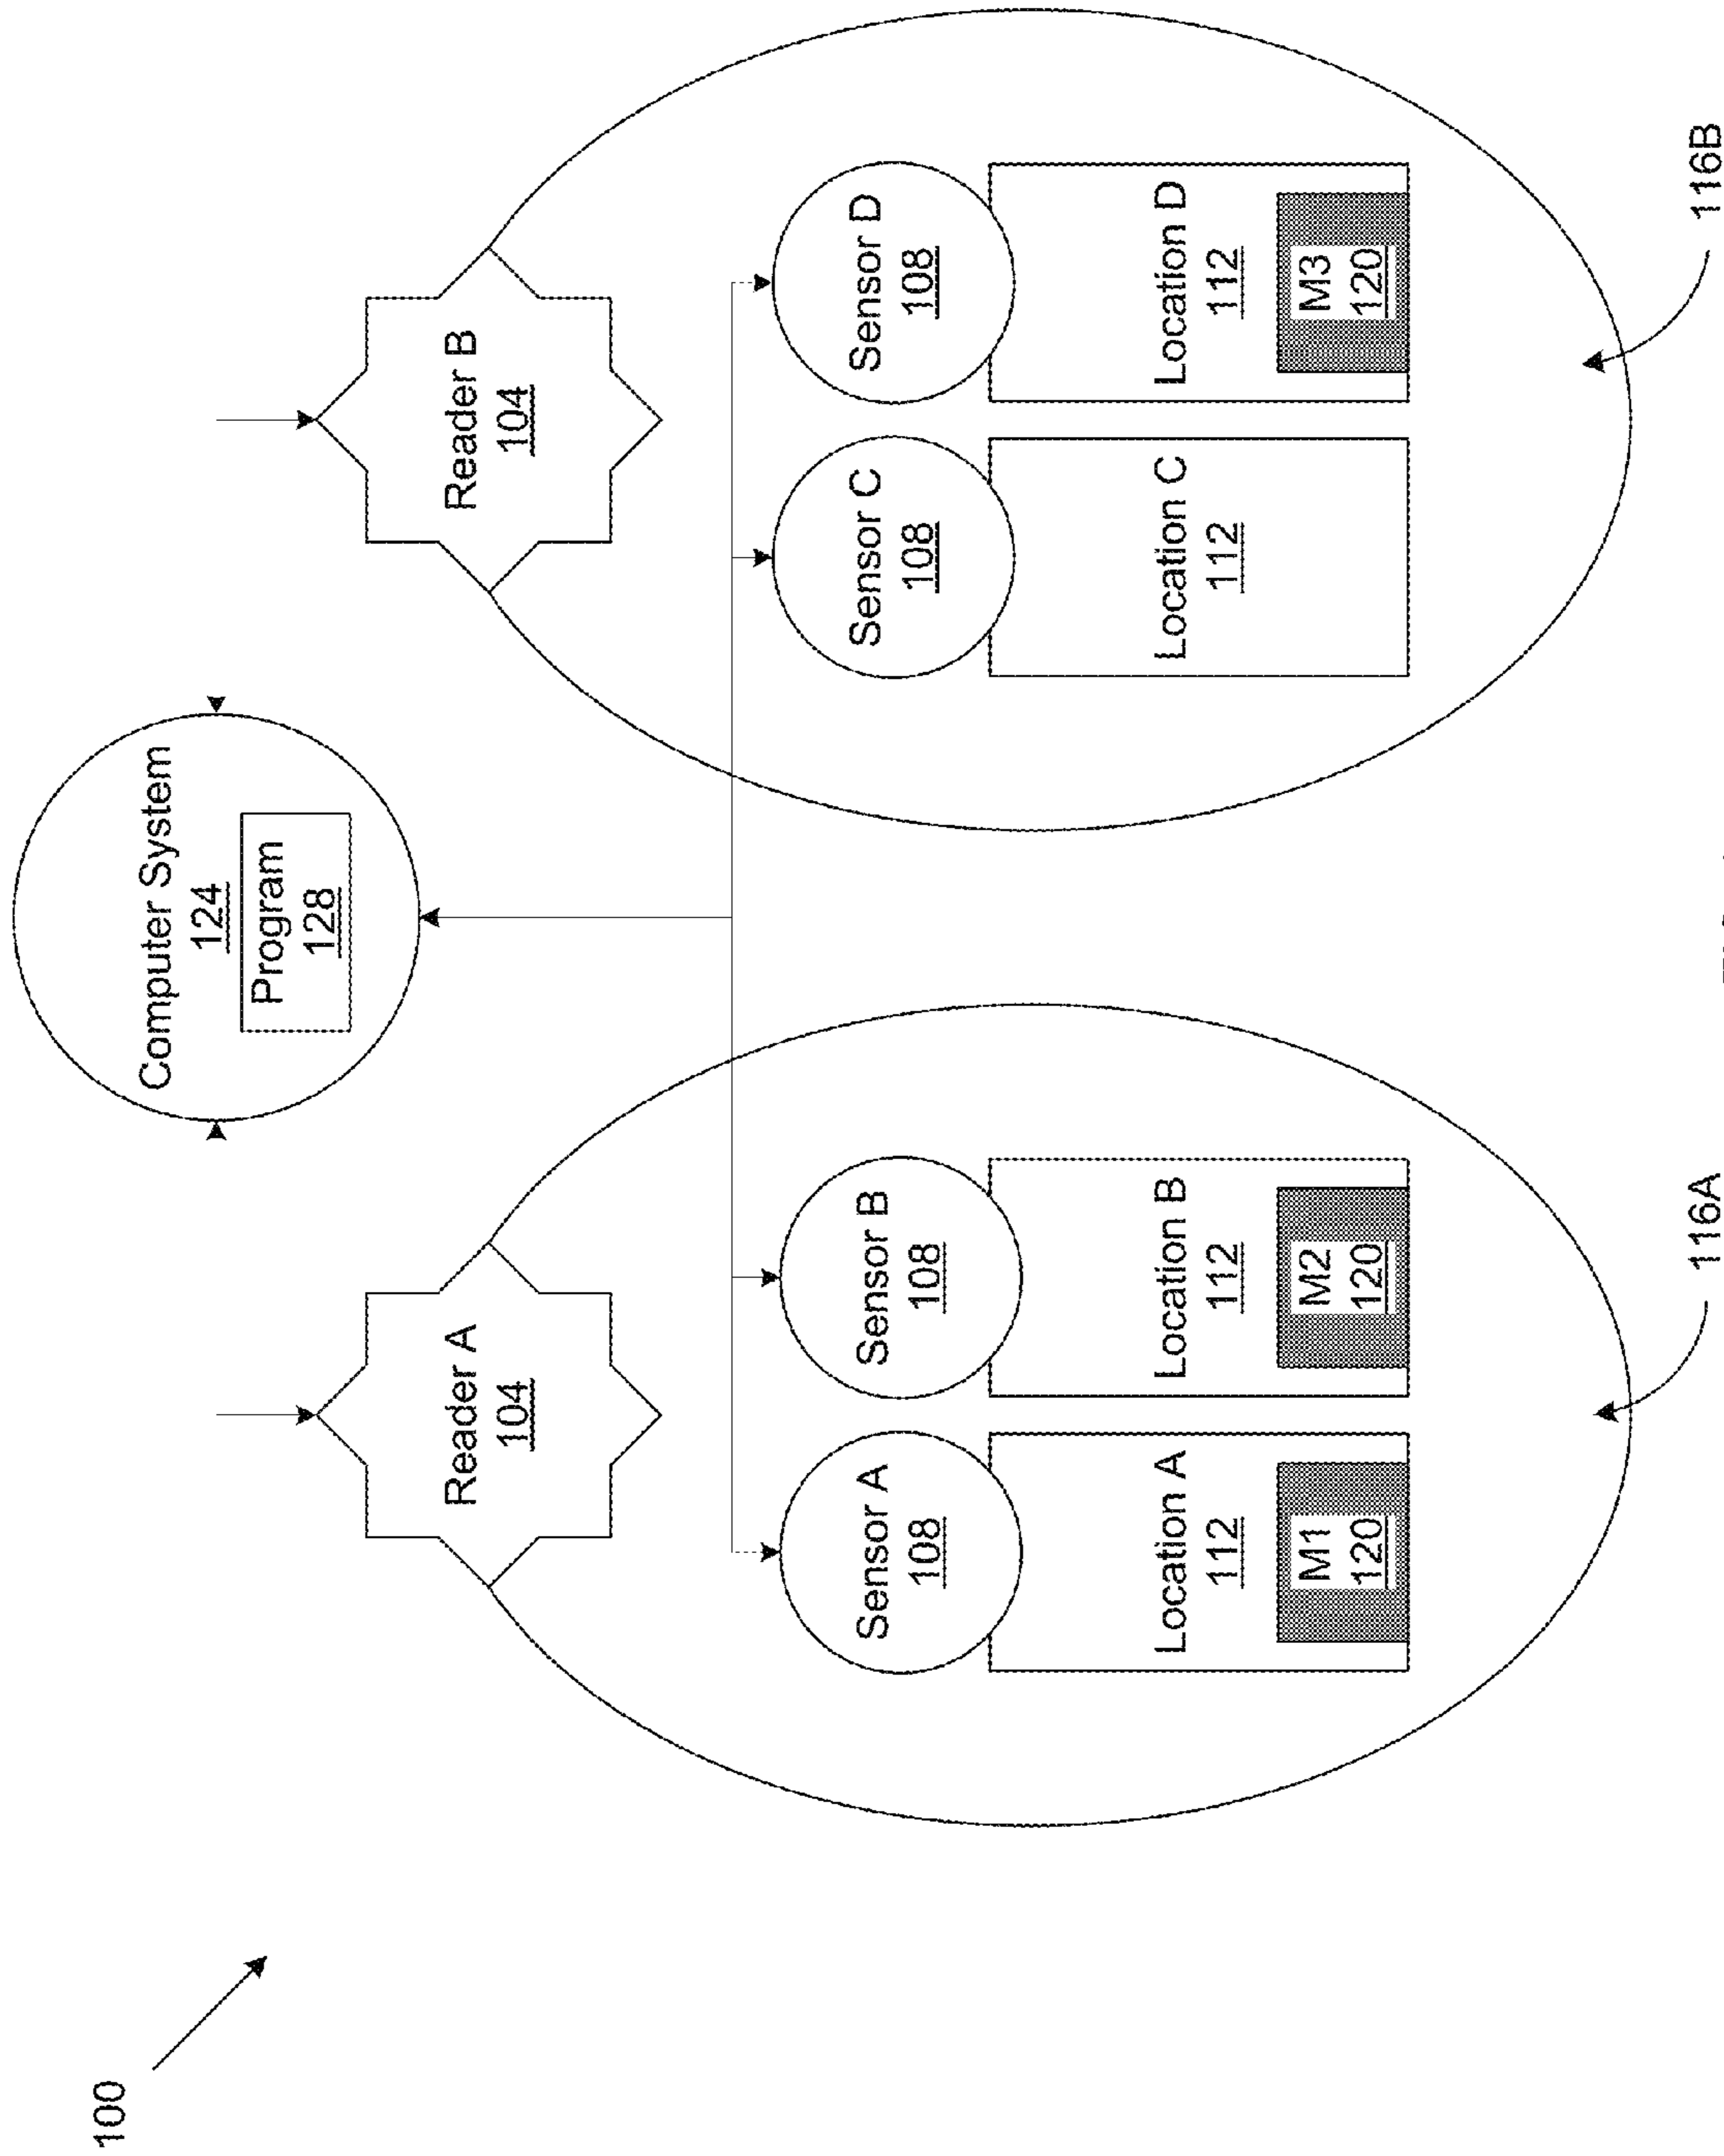 100
Computer System
124
Program
128
Reader A
104
Reader B
104
Sensor A
108
Sensor B
108
Sensor C
108
Sensor D
108
Location A
112
Location B
112
Location C
112
Location D
112
M1
120
M2
120
M3
120
116A
116B